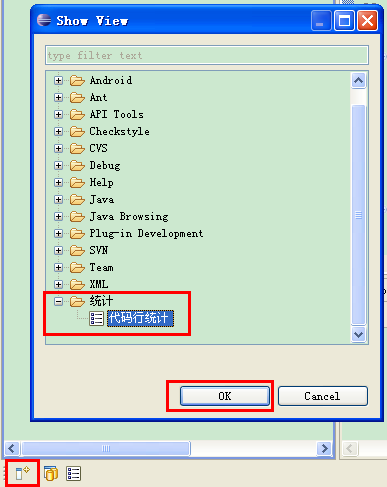 Show View
type filter text
Android
Ant
API Tools
Checkstyle
CVS
Debug
Help
Java
Java Browsing
Plug-in Development
SVN
Team
XML
统计
代码行统计
OK
Cancel